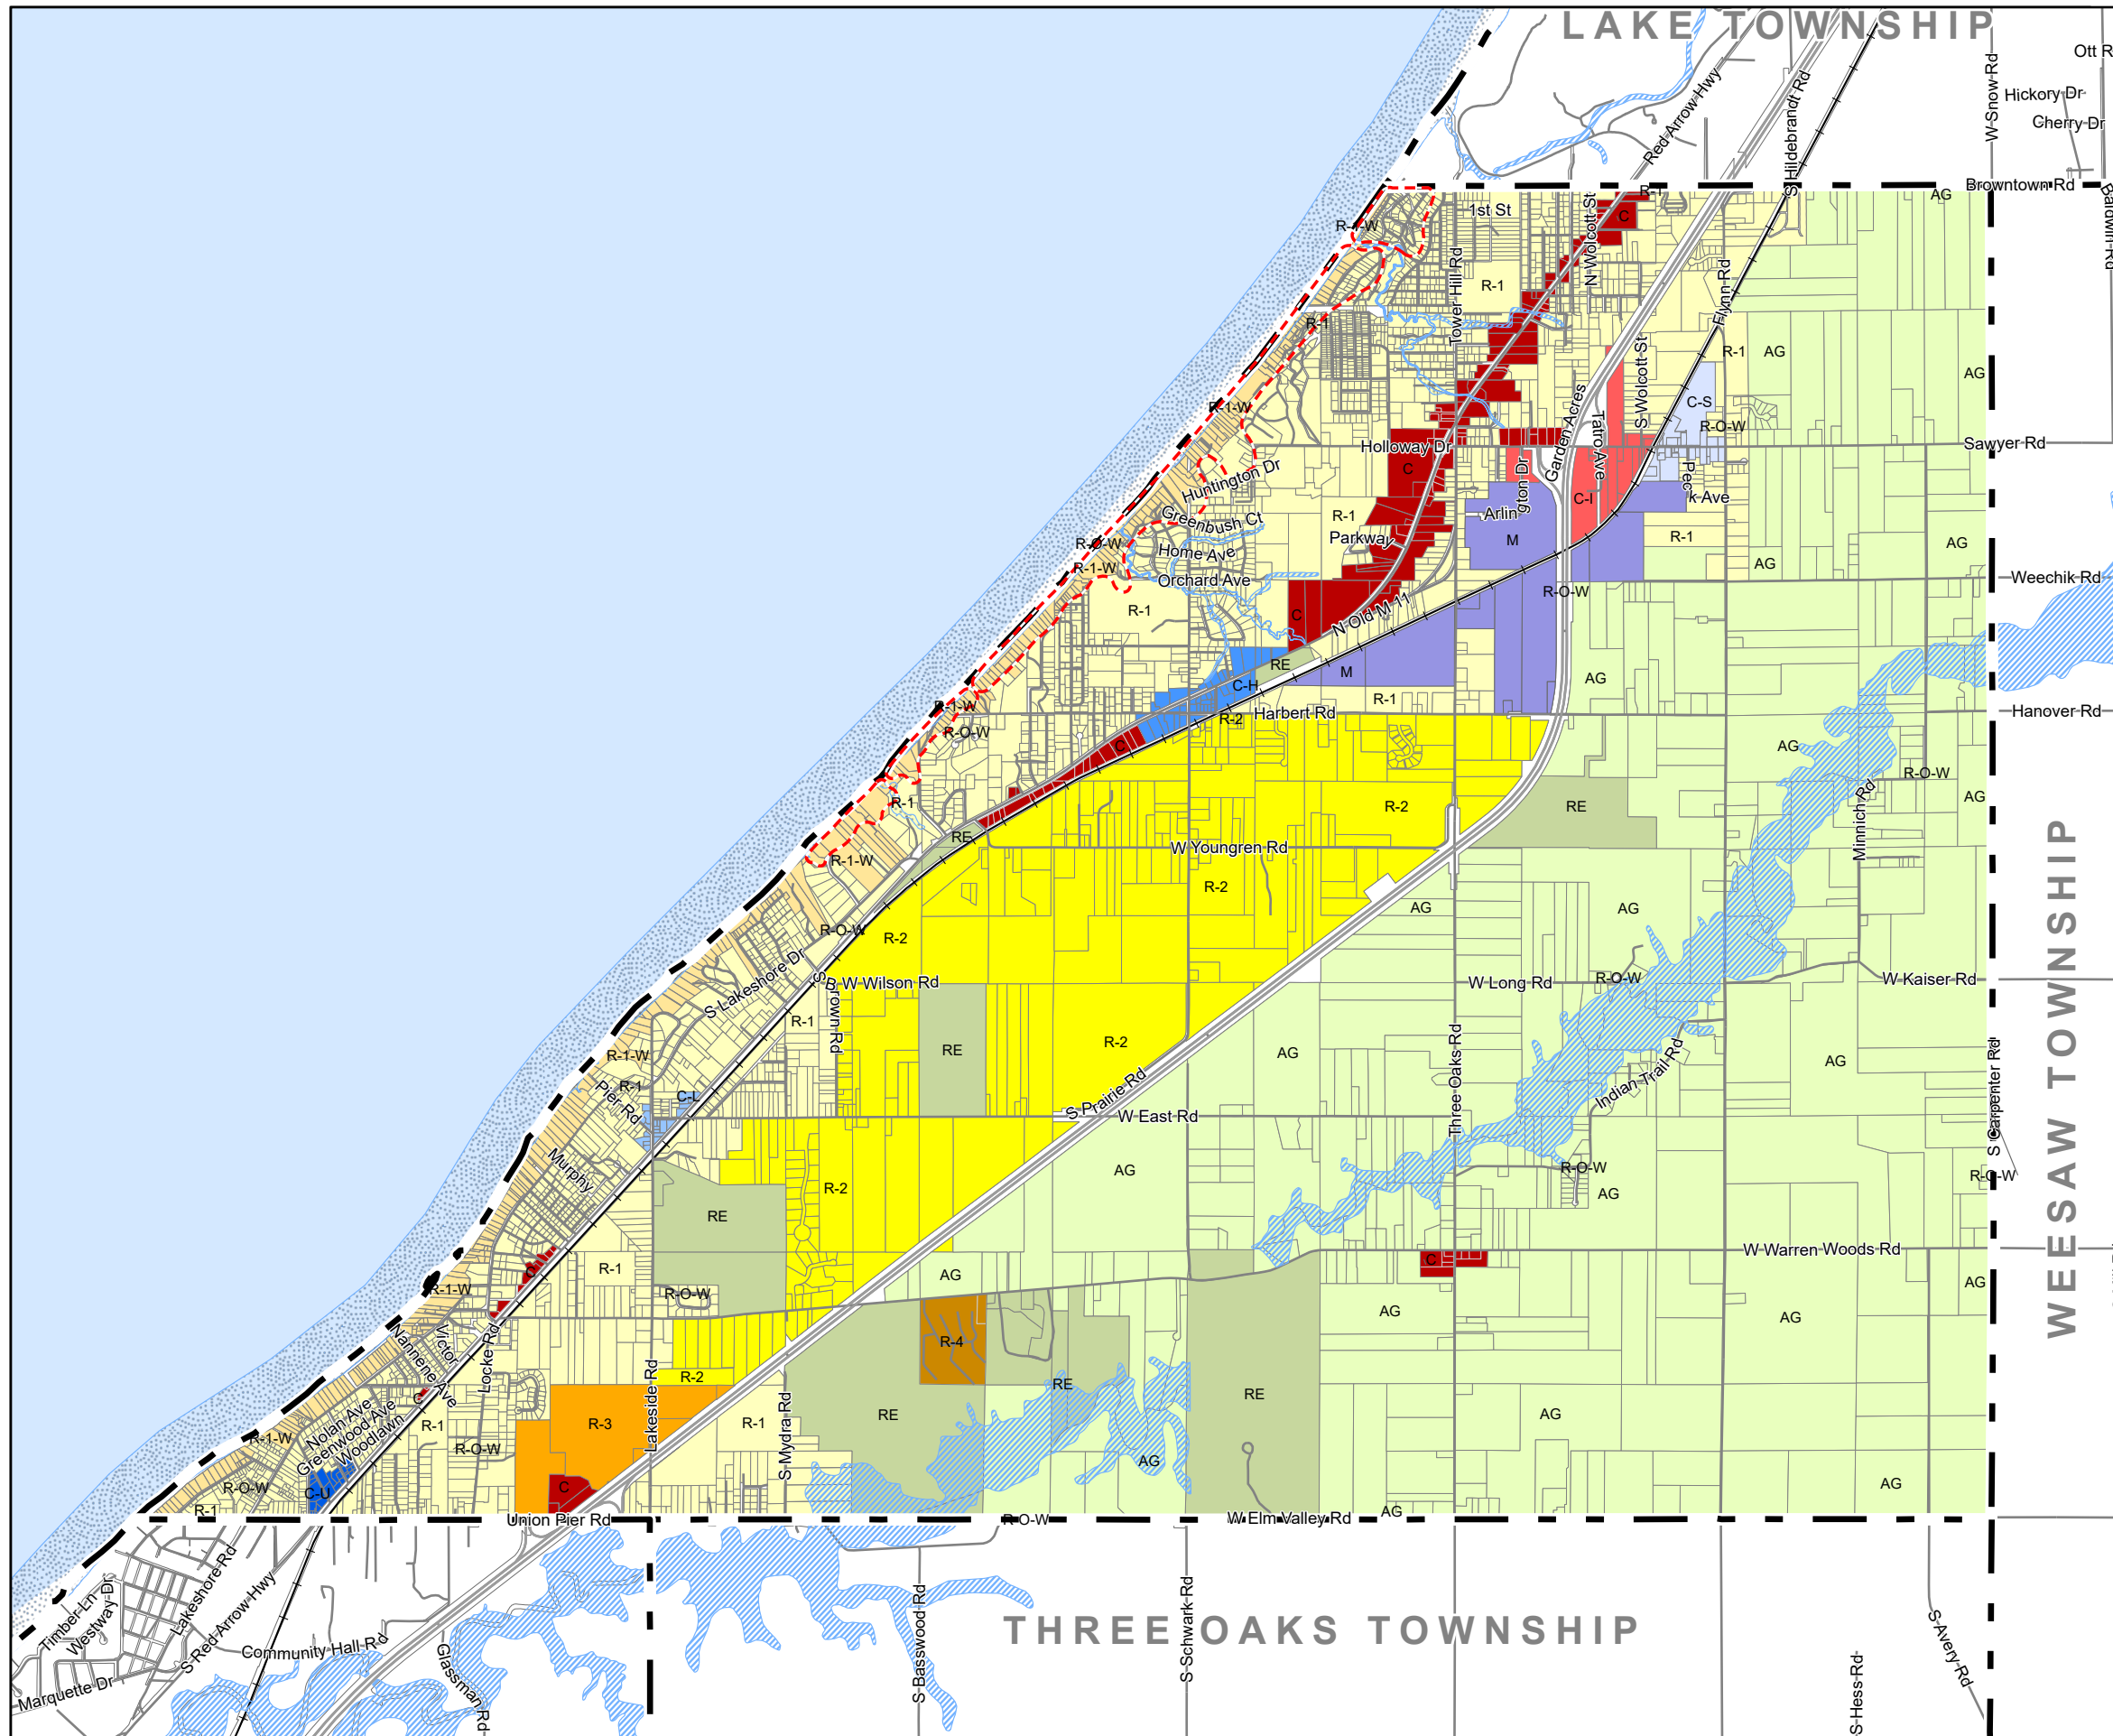 LAKE TOWNSHIP
Ott R
W Snow Rd
Hickory Dr
Cherry Dr
Red Arrow Hwy
S Hildebrandt Rd
Browntown Rd
Baldwin Rd
AG
R-1
C
1st St
N Wolcott St
R-1-W
Tower Hill Rd
R-1
Flynn Rd
R-1
R-1
AG
AG
S Wolcott St
C-S
R-1-W
Garden Acres
Tatro Ave
R-O-W
Sawyer Rd
Holloway Dr
C
Huntington Dr
Arlin
gton Dr
C-I
Pec
k Ave
R-1
Greenbush Ct
Parkway
M
R-1
R-O-W
Home Ave
AG
AG
R-1-W
Orchard Ave
Weechik Rd
R-O-W
R-1
C
N Old M 11
RE
M
C-H
AG
R-1
R-1-W
R-2
Harbert Rd
Hanover Rd
R-O-W
C
AG
R-O-W
R-1
R-2
RE
AG
Minnich Rd
RE
W Youngren Rd
R-1-W
R-2
AG
AG
WEESAW TOWNSHIP
R-O-W
R-2
S Lakeshore Dr
S B
rown Rd
W Wilson Rd
W Long Rd
R-O-W
W Kaiser Rd
R-1
R-1-W
RE
R-2
AG
Three Oaks Rd
AG
S Carpenter Rd
Indian Trail Rd
R-1
Pier Rd
C-L
S Prairie Rd
W East Rd
Murphy
AG
R-O-W
R-O-W
R-2
AG
RE
W Warren Woods Rd
C
C
R-1
AG
AG
R-1-W
R-O-W
AG
AG
Nannene Ave
Victor
Locke Rd
R-4
R-2
RE
RE
Lakeside Rd
S Mydra Rd
C
Nolan Ave
Greenwood Ave
Woodlawn
R-1
R-3
R-1
RE
AG
R-1-W
R-O-W
AG
R-O-W
C-U
C
AG
R-1
AG
Union Pier Rd
R-O-W
W Elm Valley Rd
Timber Ln
Westway Dr
Lakeshore Rd
S Red Arrow Hwy
Community Hall Rd
Glassman Rd
Marquette Dr
S Basswood Rd
S Schwark Rd
THREE OAKS TOWNSHIP
S Hess Rd
S Avery Rd